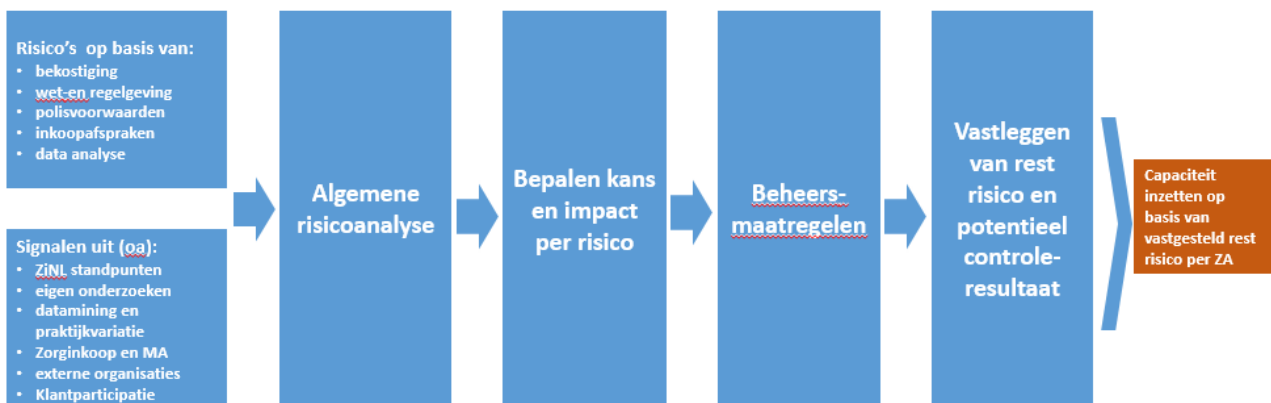 Risico’s op basis van:
• bekostiging
• wet-en regelgeving
• polisvoorwaarden
• inkoopafspraken
• data analyse
Signalen uit (oa):
• ZiNL standpunten
• eigen onderzoeken
• datamining en
praktijkvariatie
• Zorginkoop en MA
• externe organisaties
• Klantparticipatie
Algemene
risicoanalyse
Bepalen kans
en impact
per risico
Beheers-
maatregelen
Vastleggen
van rest
risico en
potentieel
controle-
resultaat
Capaciteit
inzetten op
basis van
vastgesteld rest
risico per ZA